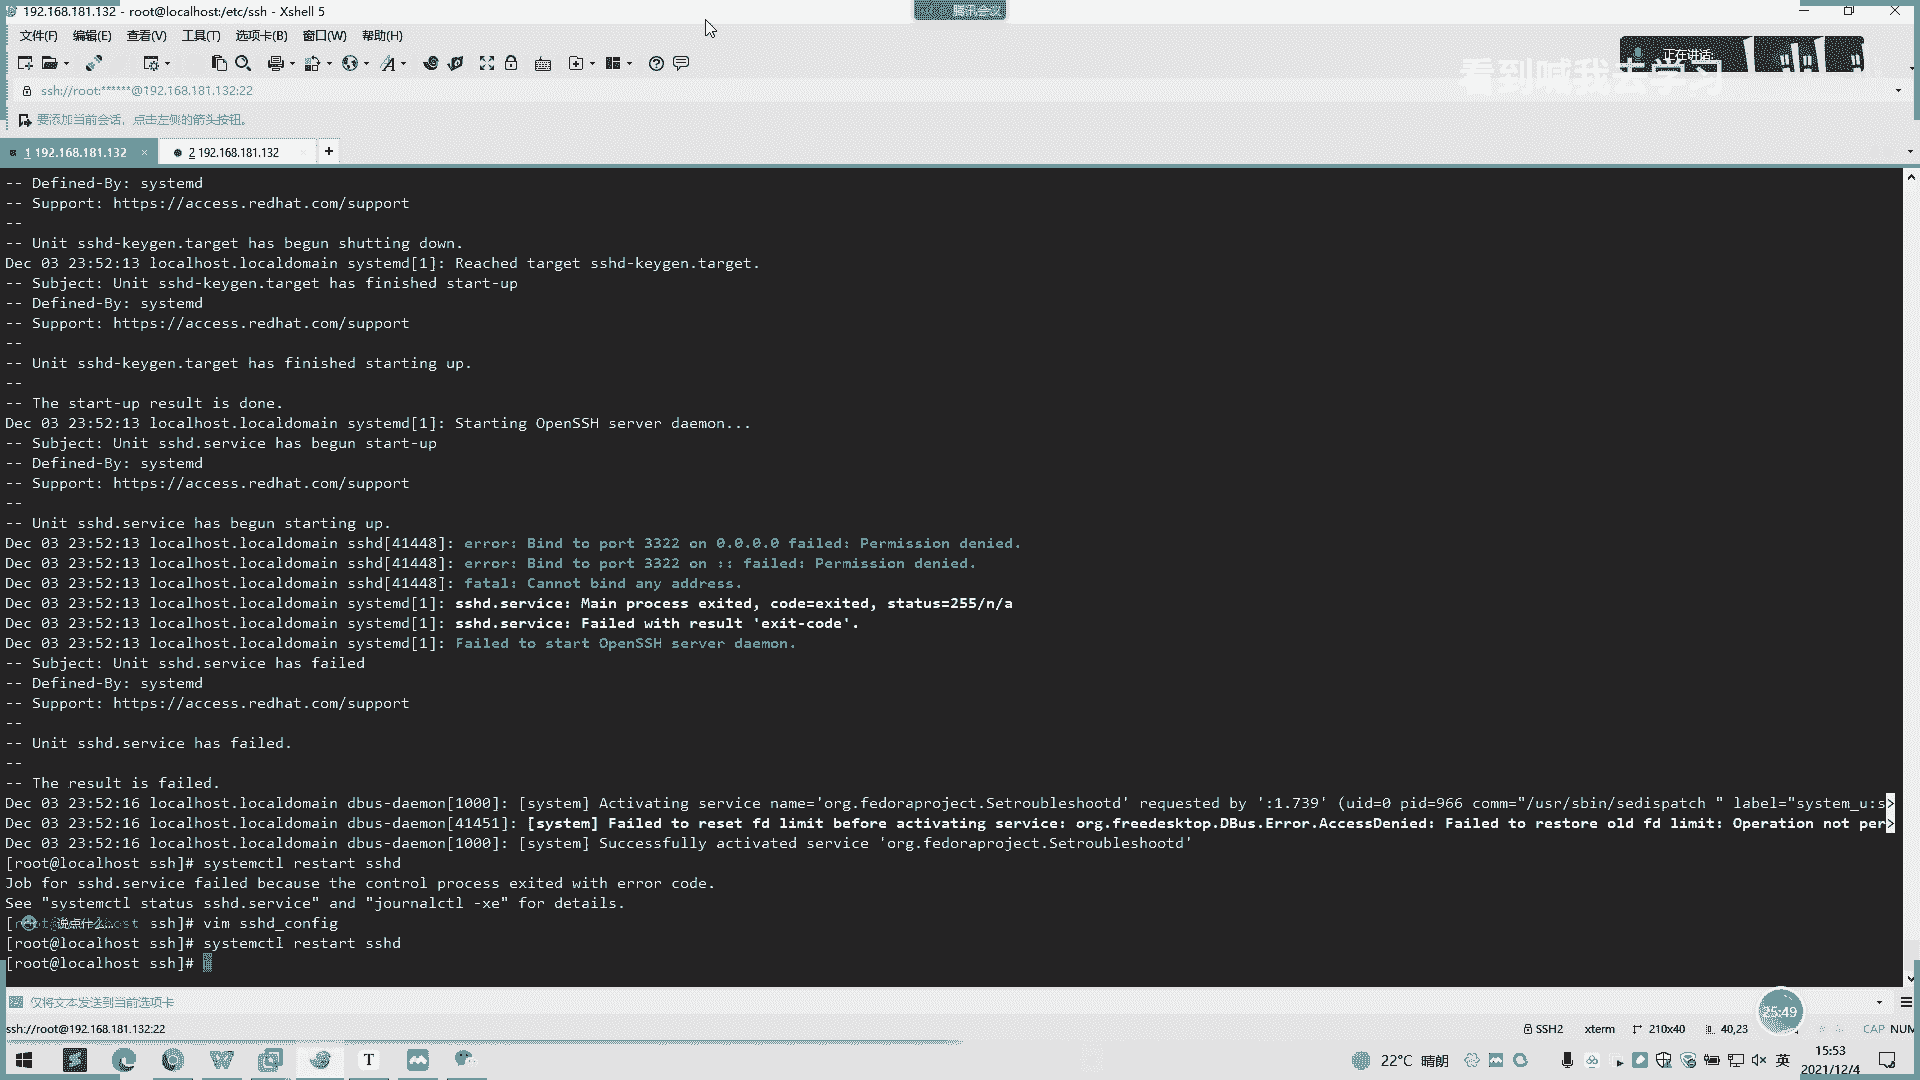 192.168.181.132 - root@localhost:/etc/ssh - Xshell 5
腾讯会议
文件(F) 编辑(E) 查看(V) 工具(T) 选项卡(B) 窗口(W) 帮助(H)
正在讲话:
看到喊我去学习
ssh://root:******@192.168.181.132:22
要添加当前会话，点击左侧的箭头按钮。
1 192.168.181.132 × 2 192.168.181.132 +
-- Defined-By: systemd
-- Support: https://access.redhat.com/support
--
-- Unit sshd-keygen.target has begun shutting down.
Dec 03 23:52:13 localhost.localdomain systemd[1]: Reached target sshd-keygen.target.
-- Subject: Unit sshd-keygen.target has finished start-up
-- Defined-By: systemd
-- Support: https://access.redhat.com/support
--
-- Unit sshd-keygen.target has finished starting up.
--
-- The start-up result is done.
Dec 03 23:52:13 localhost.localdomain systemd[1]: Starting OpenSSH server daemon...
-- Subject: Unit sshd.service has begun start-up
-- Defined-By: systemd
-- Support: https://access.redhat.com/support
--
-- Unit sshd.service has begun starting up.
Dec 03 23:52:13 localhost.localdomain sshd[41448]: error: Bind to port 3322 on 0.0.0.0 failed: Permission denied.
Dec 03 23:52:13 localhost.localdomain sshd[41448]: error: Bind to port 3322 on :: failed: Permission denied.
Dec 03 23:52:13 localhost.localdomain sshd[41448]: fatal: Cannot bind any address.
Dec 03 23:52:13 localhost.localdomain systemd[1]: sshd.service: Main process exited, code=exited, status=255/n/a
Dec 03 23:52:13 localhost.localdomain systemd[1]: sshd.service: Failed with result 'exit-code'.
Dec 03 23:52:13 localhost.localdomain systemd[1]: Failed to start OpenSSH server daemon.
-- Subject: Unit sshd.service has failed
-- Defined-By: systemd
-- Support: https://access.redhat.com/support
--
-- Unit sshd.service has failed.
--
-- The result is failed.
Dec 03 23:52:16 localhost.localdomain dbus-daemon[1000]: [system] Activating service name='org.fedoraproject.Setroubleshootd' requested by ':1.739' (uid=0 pid=966 comm="/usr/sbin/sedispatch " label="system_u:s>
Dec 03 23:52:16 localhost.localdomain dbus-daemon[41451]: [system] Failed to reset fd limit before activating service: org.freedesktop.DBus.Error.AccessDenied: Failed to restore old fd limit: Operation not per>
Dec 03 23:52:16 localhost.localdomain dbus-daemon[1000]: [system] Successfully activated service 'org.fedoraproject.Setroubleshootd'
[root@localhost ssh]# systemctl restart sshd
Job for sshd.service failed because the control process exited with error code.
See "systemctl status sshd.service" and "journalctl -xe" for details.
[root@localhost ssh]# vim sshd_config
说点什么...
[root@localhost ssh]# systemctl restart sshd
[root@localhost ssh]#
仅将文本发送到当前选项卡
25:49
ssh://root@192.168.181.132:22 SSH2 xterm 210x40 40,23 CAP NUM
T 22°C 晴朗 英 15:53
2021/12/4